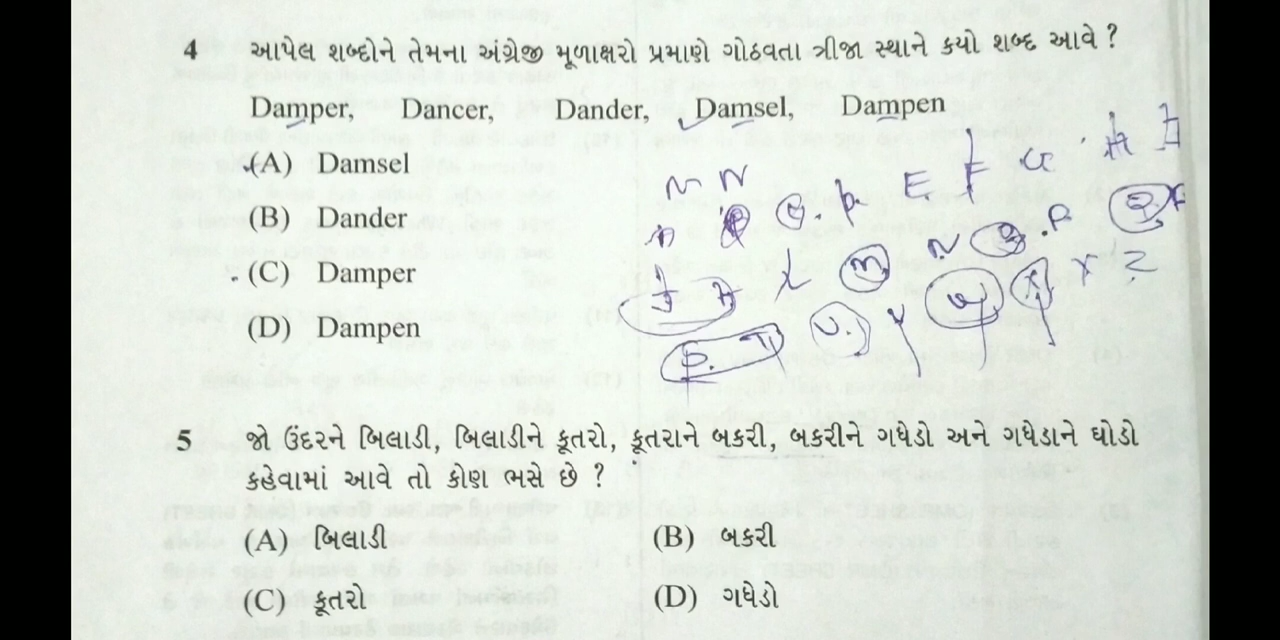 4 આપેલ શબ્દોને તેમના અંગ્રેજી મૂળાક્ષરો પ્રમાણે ગોઠવતા ત્રીજા સ્થાને કયો શબ્દ આવે ?
Damper, Dancer, Dander, Damsel, Dampen
(A) Damsel
(B) Dander
(C) Damper
(D) Dampen
5 જો ઉંદરને બિલાડી, બિલાડીને કૂતરો, કૂતરાને બકરી, બકરીને ગધેડો અને ગધેડાને ઘોડો
કહેવામાં આવે તો કોણ ભસે છે ?
(A) બિલાડી (B) બકરી
(C) કૂતરો (D) ગધેડો